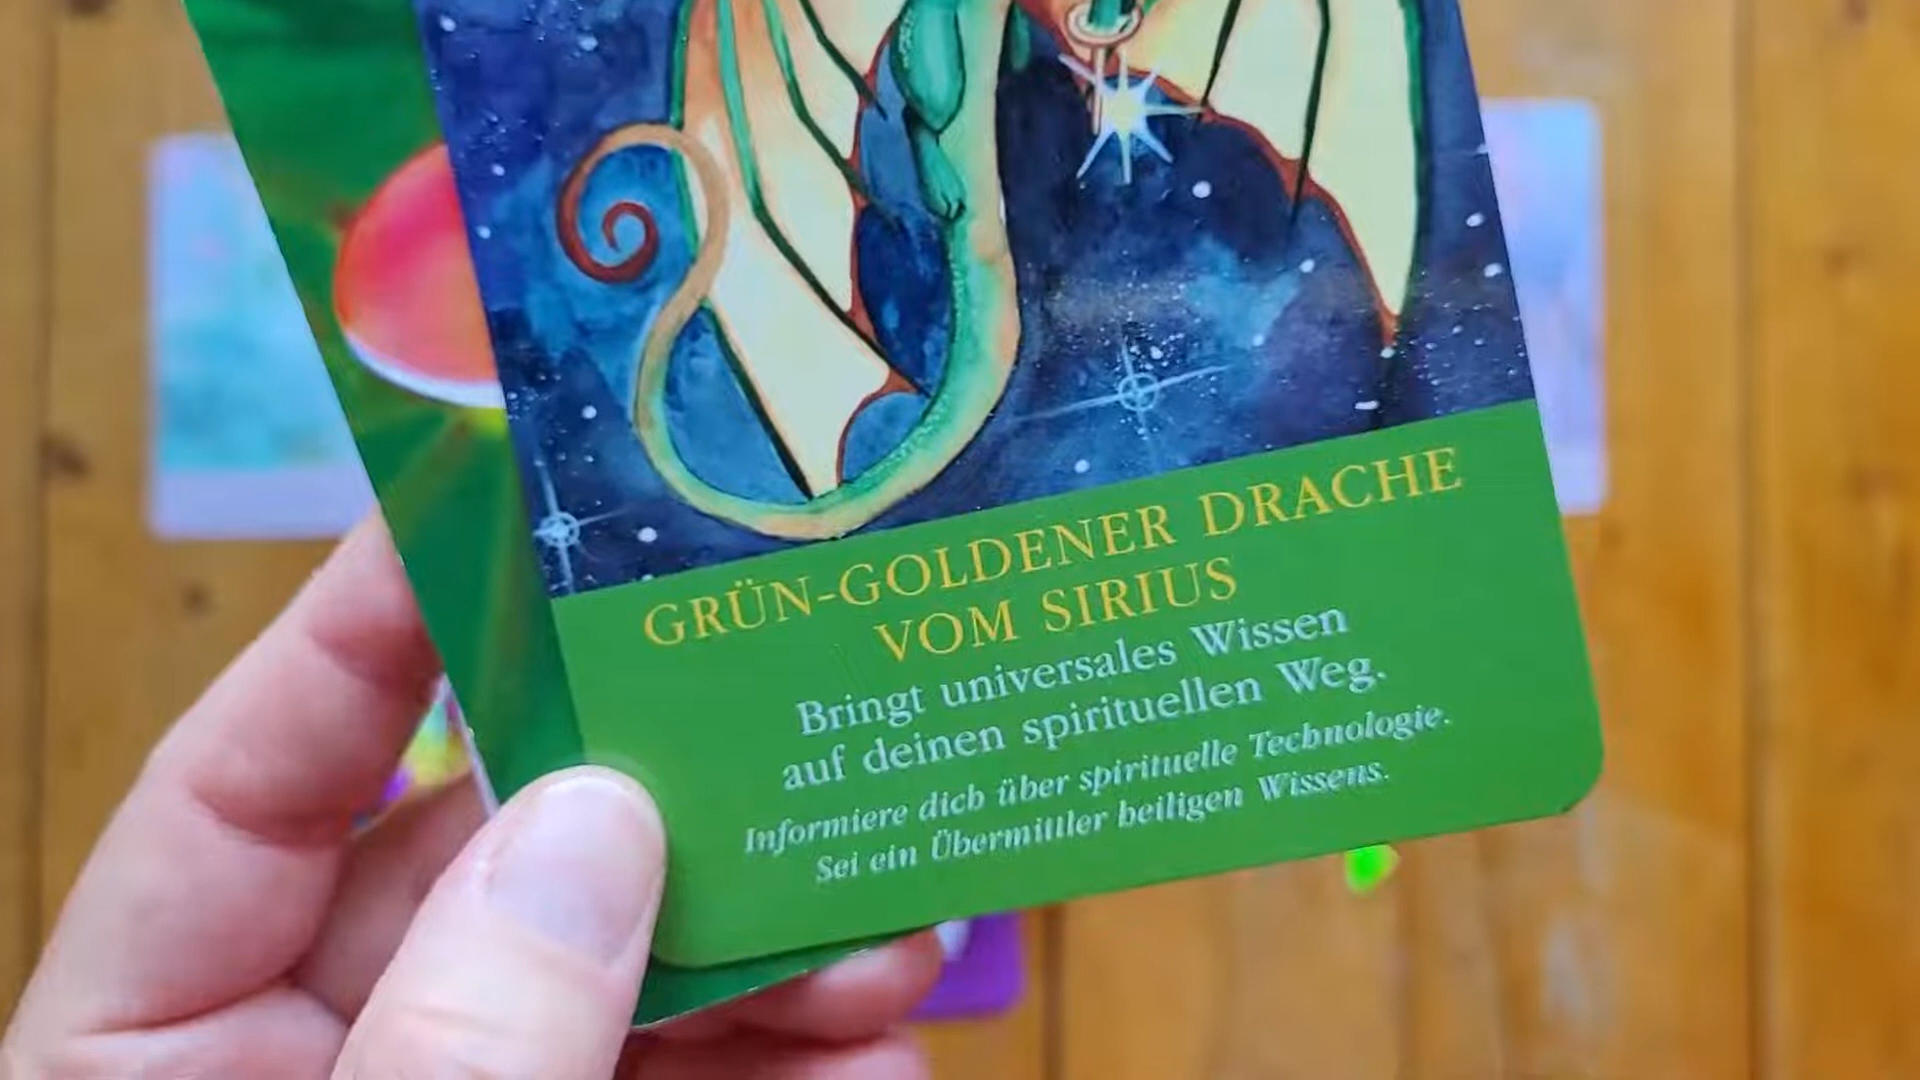 GRÜN-GOLDENER DRACHE
VOM SIRIUS
Bringt universales Wissen
auf deinen spirituellen Weg.
Informiere dich über spirituelle Technologie.
Sei ein Übermittler heiligen Wissens.